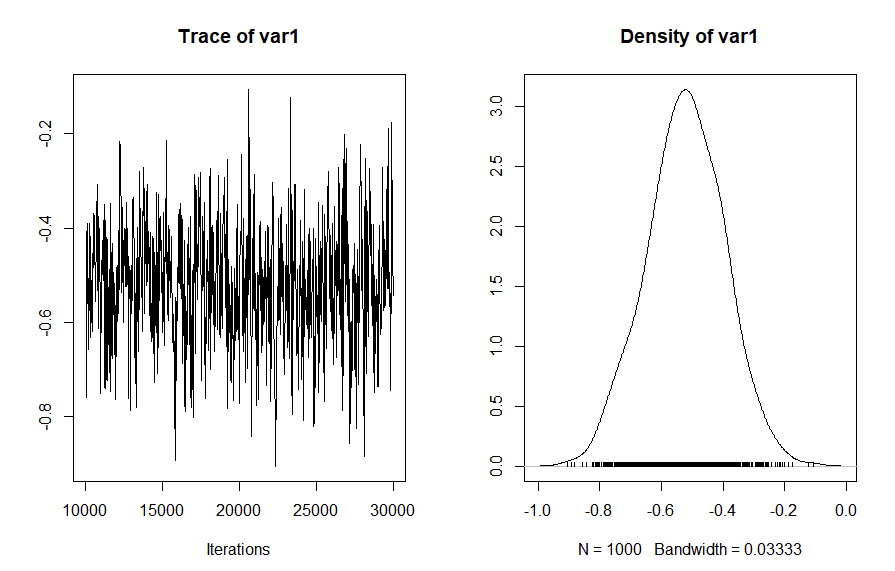 Trace of var1
-0.2
-0.4
-0.6
-0.8
10000 15000 20000 25000 30000
Iterations
Density of var1
3.0
2.5
2.0
1.5
1.0
0.5
0.0
-1.0 -0.8 -0.6 -0.4 -0.2 0.0
N = 1000 Bandwidth = 0.03333